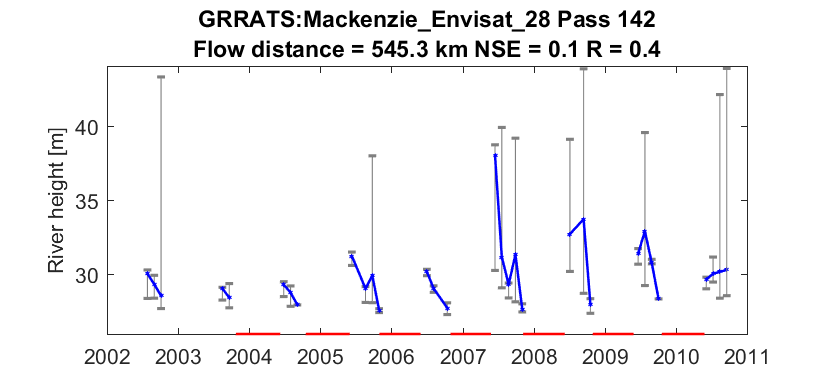 GRRATS:Mackenzie_Envisat_28 Pass 142
Flow distance = 545.3 km NSE = 0.1 R = 0.4
River height [m]
40
35
30
2002 2003 2004 2005 2006 2007 2008 2009 2010 2011